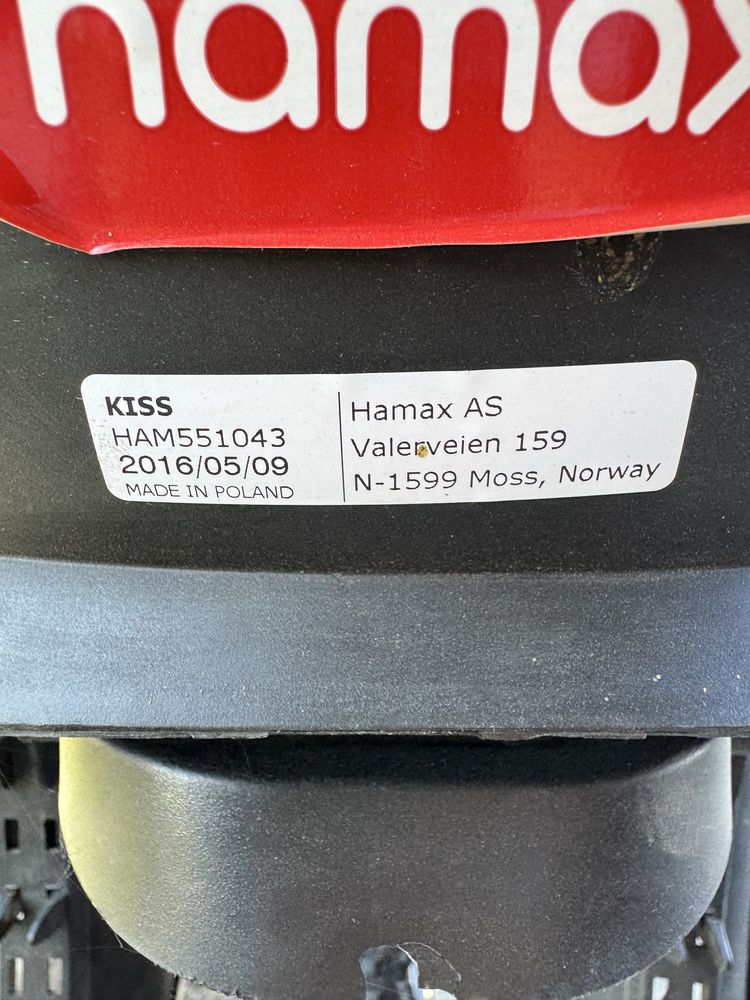 hamax
KISS
HAM551043
2016/05/09
MADE IN POLAND
Hamax AS
Valerveien 159
N-1599 Moss, Norway